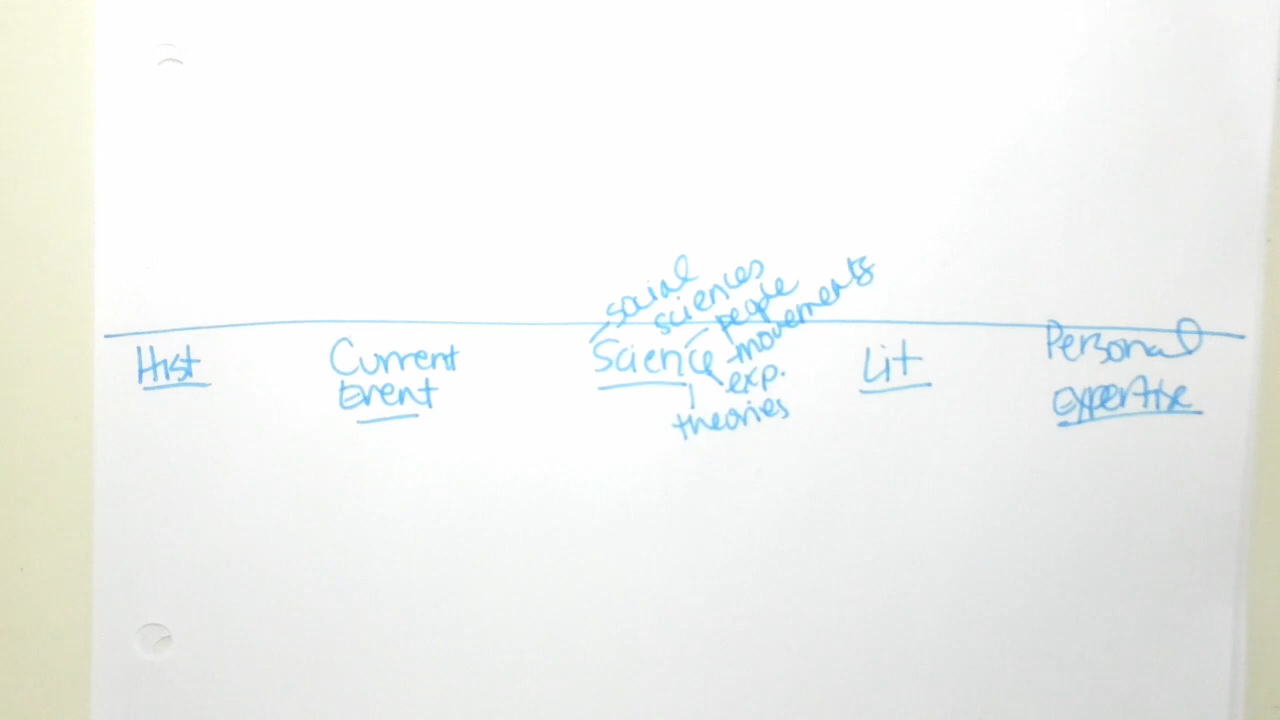 Hist
Current
Event
Science
social
sciences
people
movements
exp.
theories
Lit
Personal
Expertise